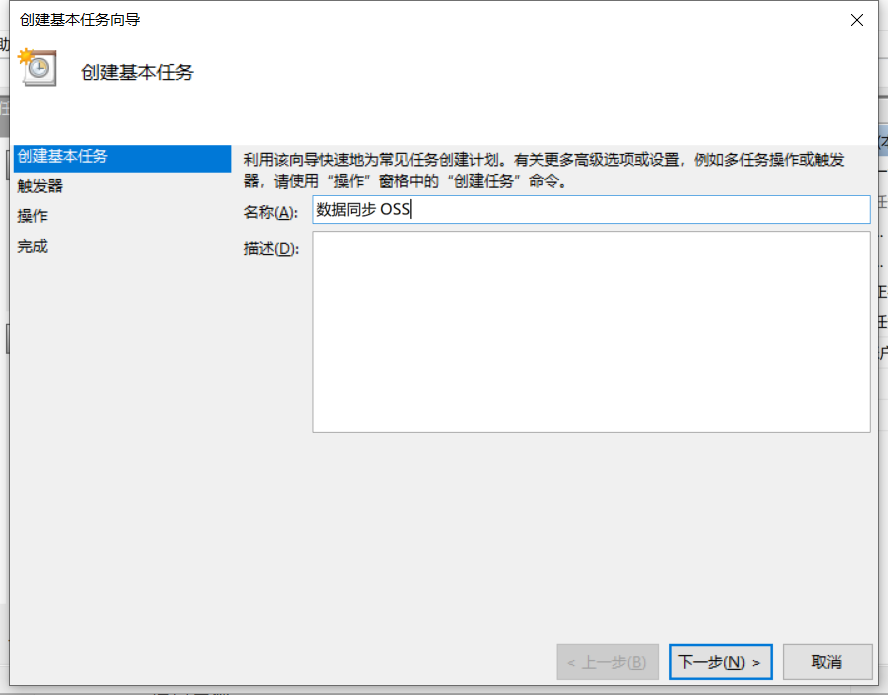 创建基本任务向导
创建基本任务
创建基本任务
触发器
操作
完成
利用该向导快速地为常见任务创建计划。有关更多高级选项或设置，例如多任务操作或触发
器，请使用“操作”窗格中的“创建任务”命令。
名称(A):
数据同步 OSS
描述(D):
< 上一步(B)
下一步(N) >
取消